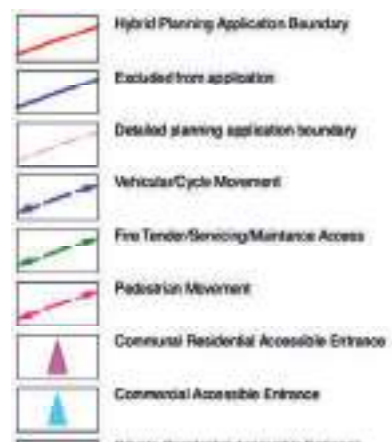 Hybrid Planning Application Boundary
Excluded from application
Detailed planning application boundary
Vehicular/Cycle Movement
Fire Tender/Servicing/Maintance Access
Pedestrian Movement
Communal Residential Accessible Entrance
Commercial Accessible Entrance